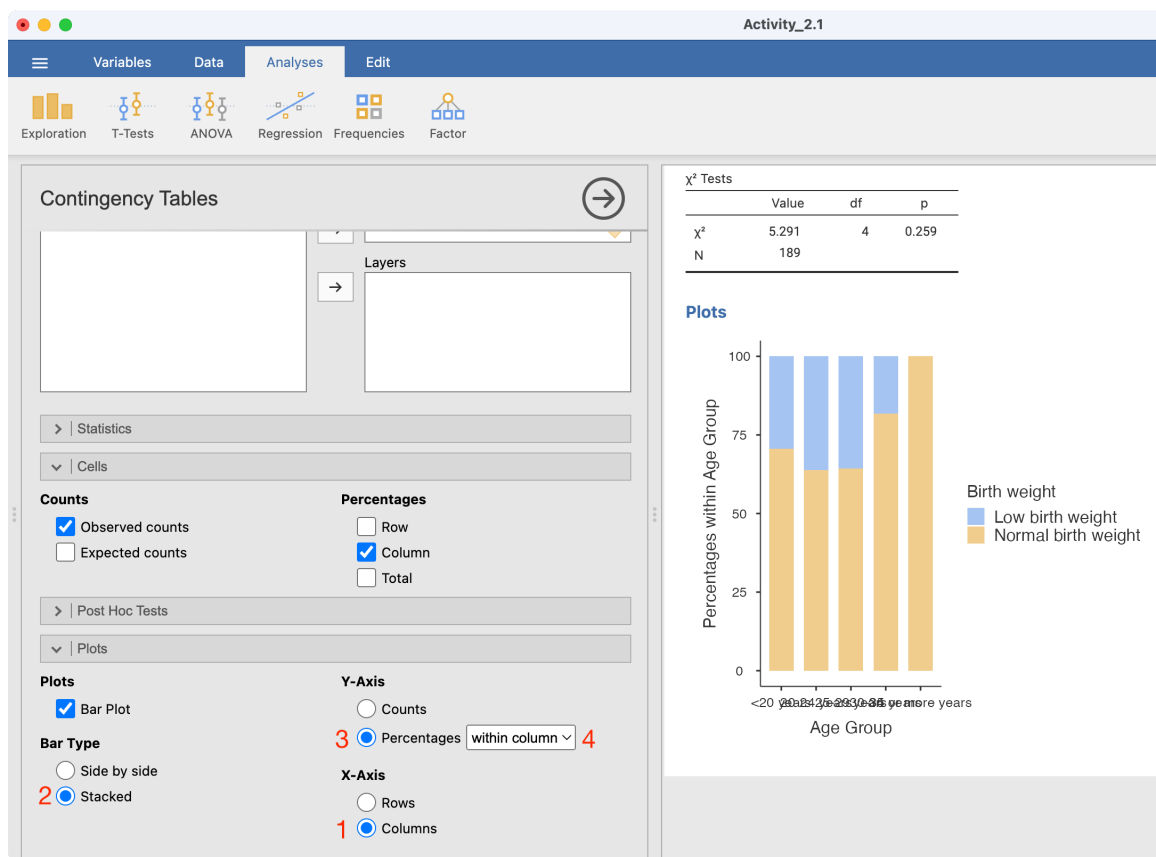 Activity_2.1
Variables Data Analyses Edit
Exploration T-Tests ANOVA Regression Frequencies Factor
Contingency Tables
Layers
Statistics
Cells
Counts
Observed counts
Expected counts
Percentages
Row
Column
Total
Post Hoc Tests
Plots
Plots
Bar Plot
Bar Type
Side by side
2 Stacked
Y-Axis
Counts
3 Percentages within column 4
X-Axis
Rows
1 Columns
χ² Tests
Value df p
χ² 5.291 4 0.259
N 189
Plots
100
75
50
25
0
Percentages within Age Group
<20 years or more years
Age Group
Birth weight
Low birth weight
Normal birth weight